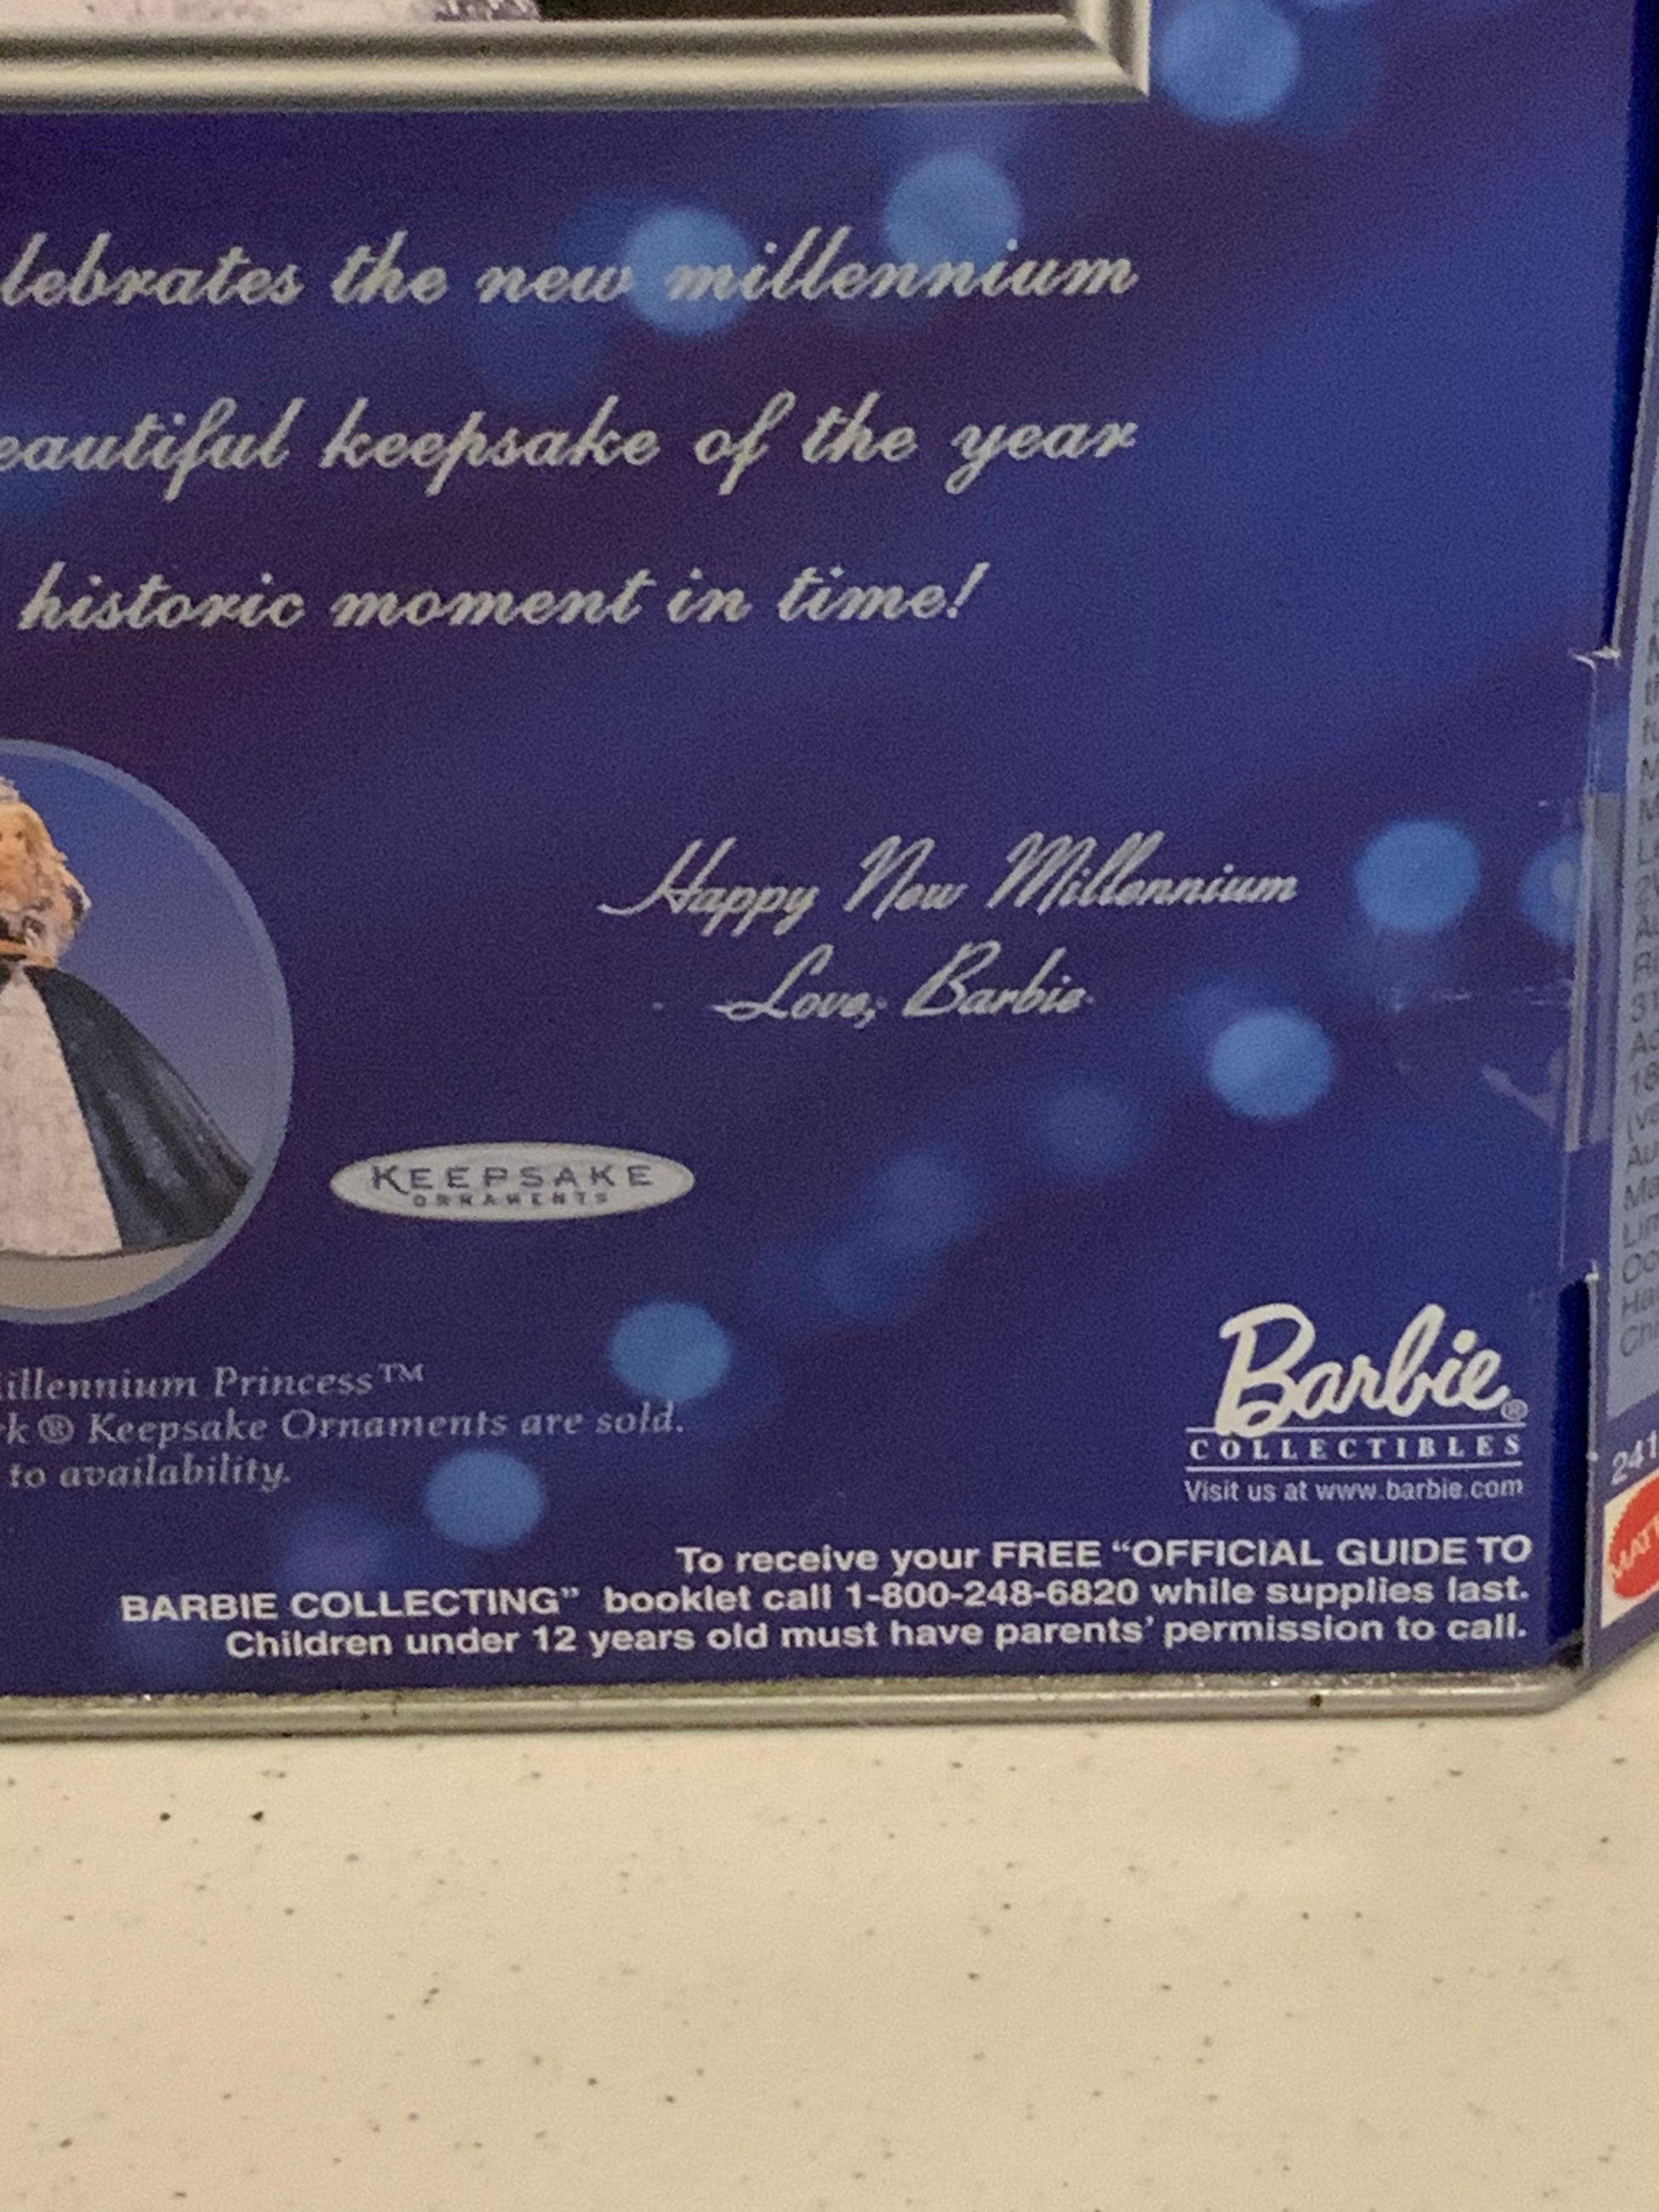 lebrates the new millennium
eautiful keepsake of the year
historic moment in time!
Happy New Millennium
Love, Barbie
KEEPSAKE
ORNAMENTS
illennium Princess™
k® Keepsake Ornaments are sold.
to availability.
Barbie®
COLLECTIBLES
Visit us at www.barbie.com
To receive your FREE “OFFICIAL GUIDE TO
BARBIE COLLECTING” booklet call 1-800-248-6820 while supplies last.
Children under 12 years old must have parents’ permission to call.
241
MATT